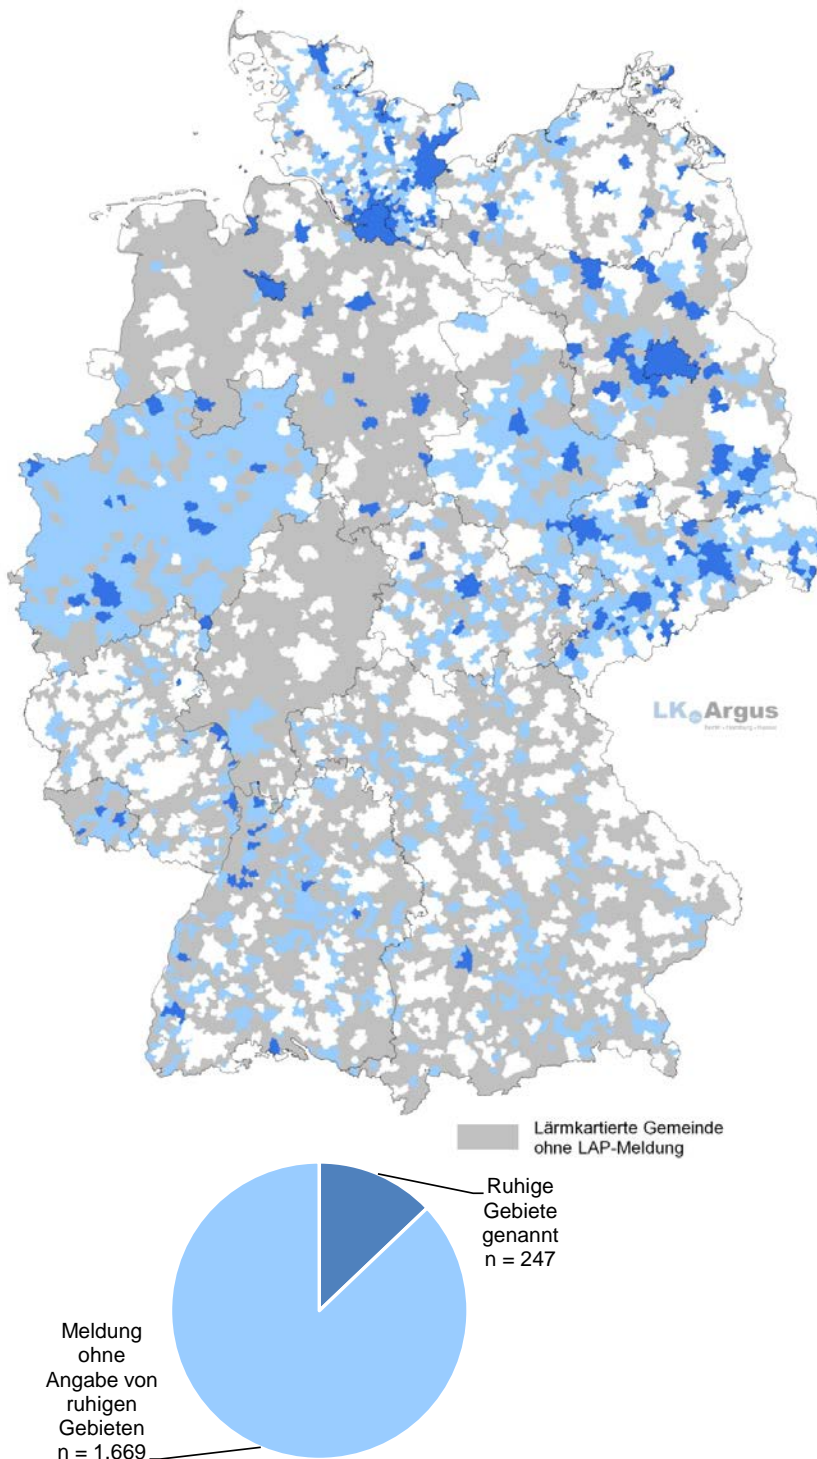 LK Argus
Lärmkartierte Gemeinde
ohne LAP-Meldung
Ruhige
Gebiete
genannt
n = 247
Meldung
ohne
Angabe von
ruhigen
Gebieten
n = 1.669